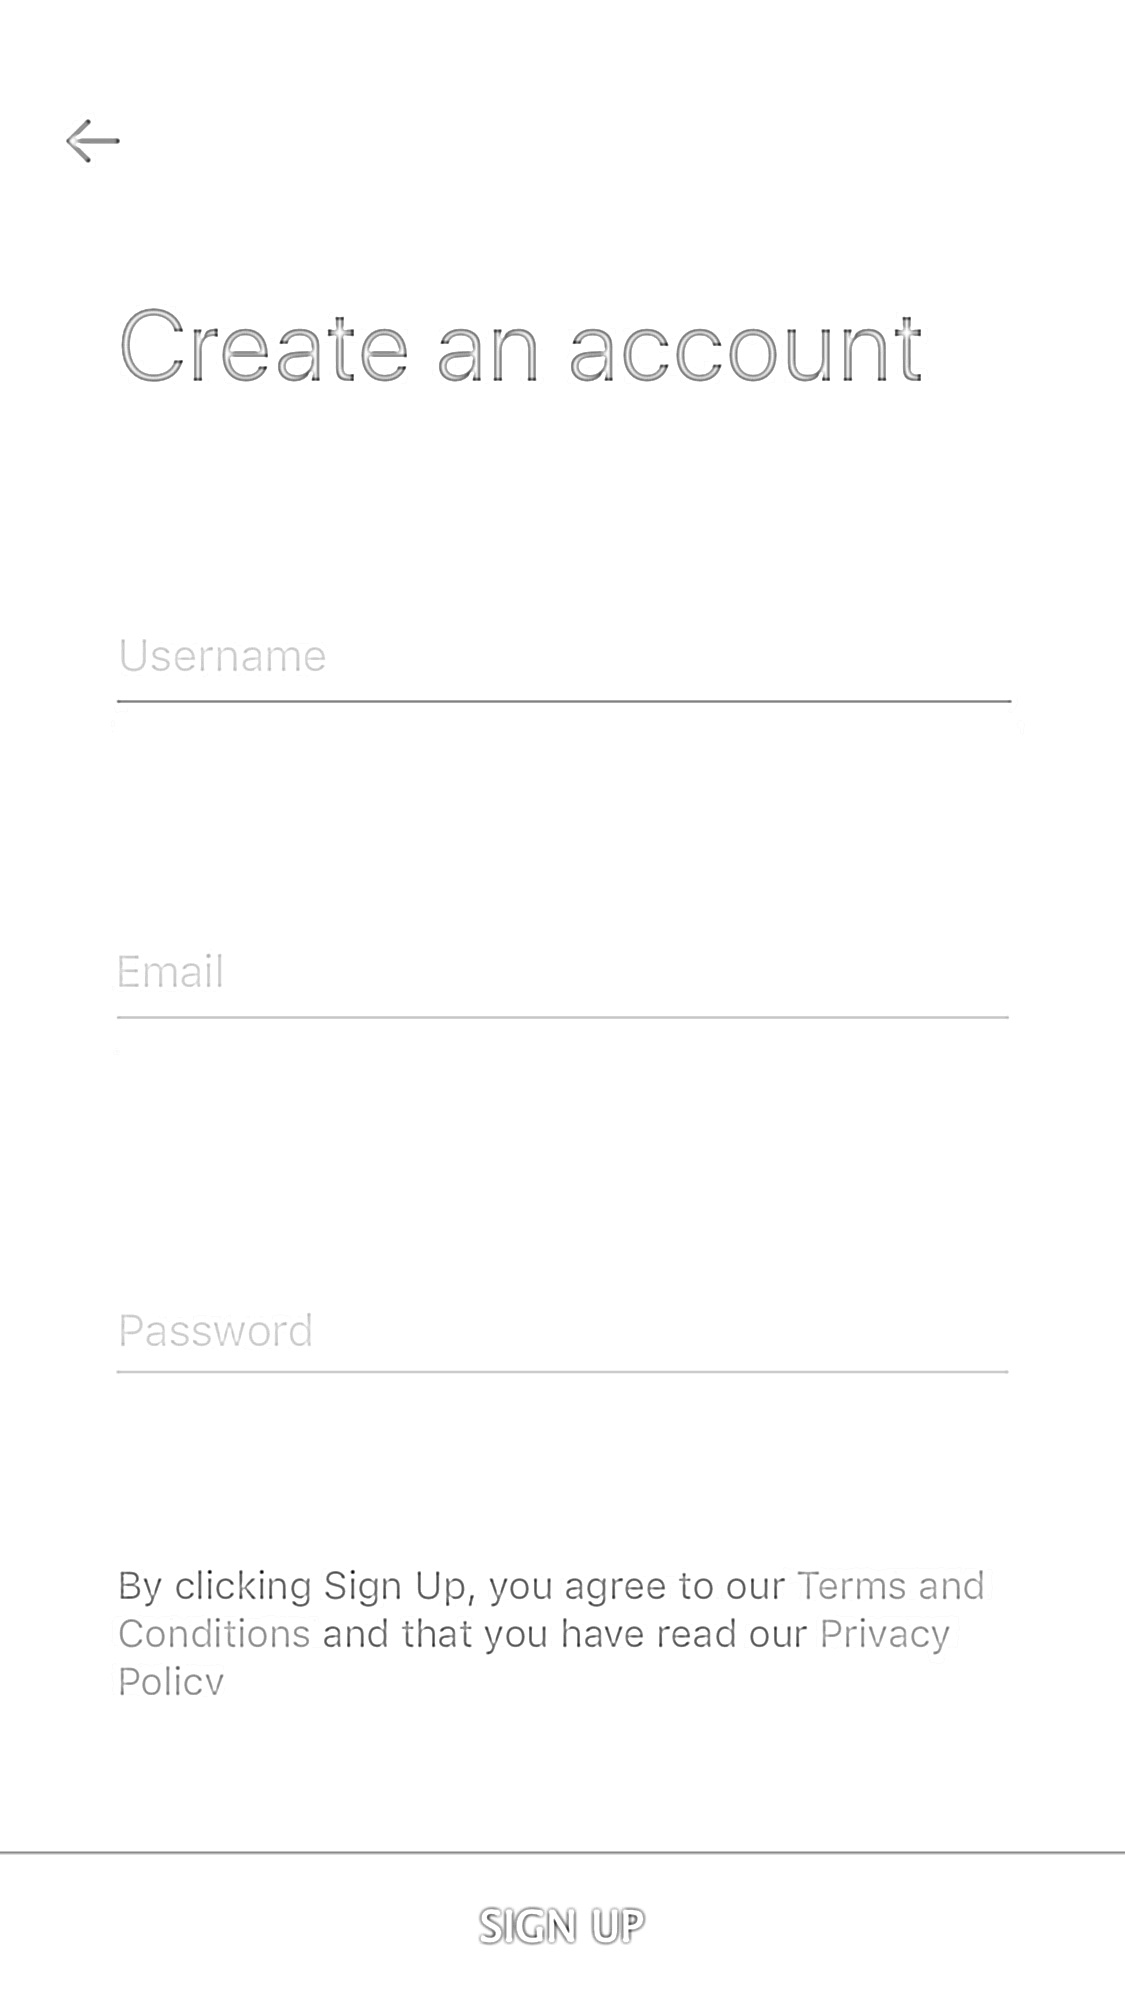 Create an account
Username
Email
Password
By clicking Sign Up, you agree to our Terms and
Conditions and that you have read our Privacy
Policy
SIGN UP